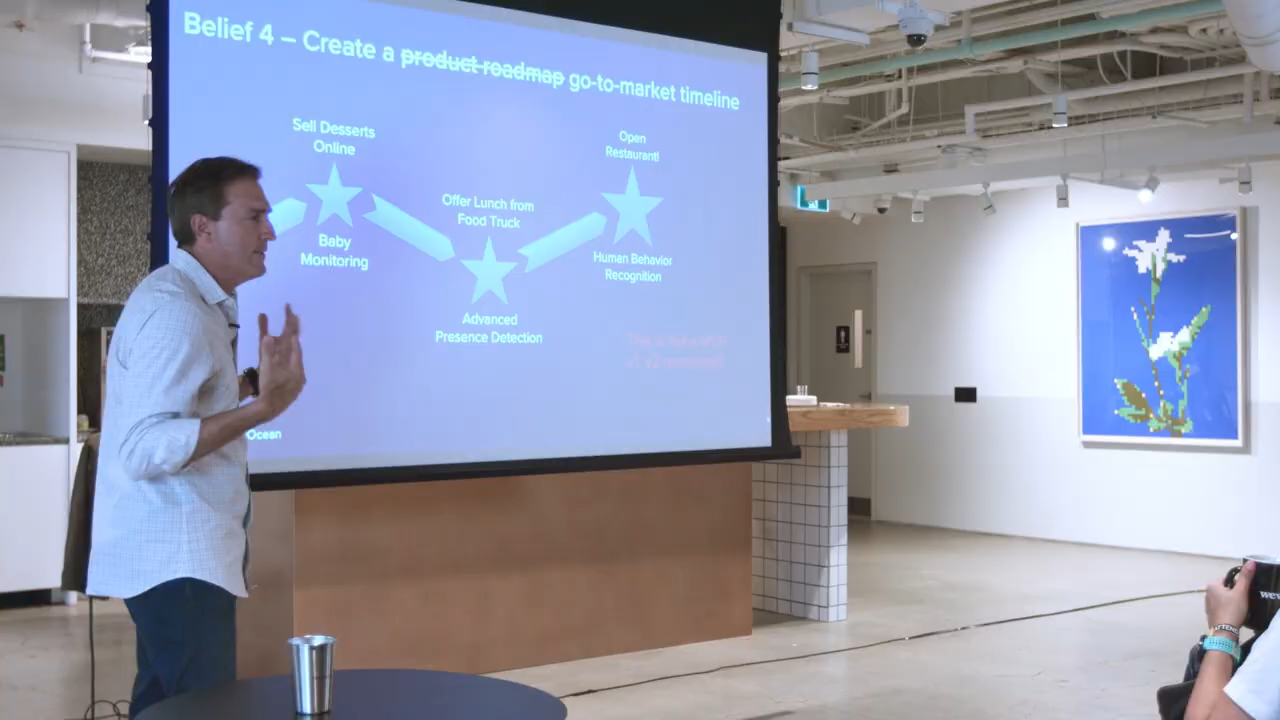 Belief 4 – Create a product roadmap go-to-market timeline
Sell Desserts
Online
Baby
Monitoring
Offer Lunch from
Food Truck
Advanced
Presence Detection
Open
Restaurant!
Human Behavior
Recognition
Ocean